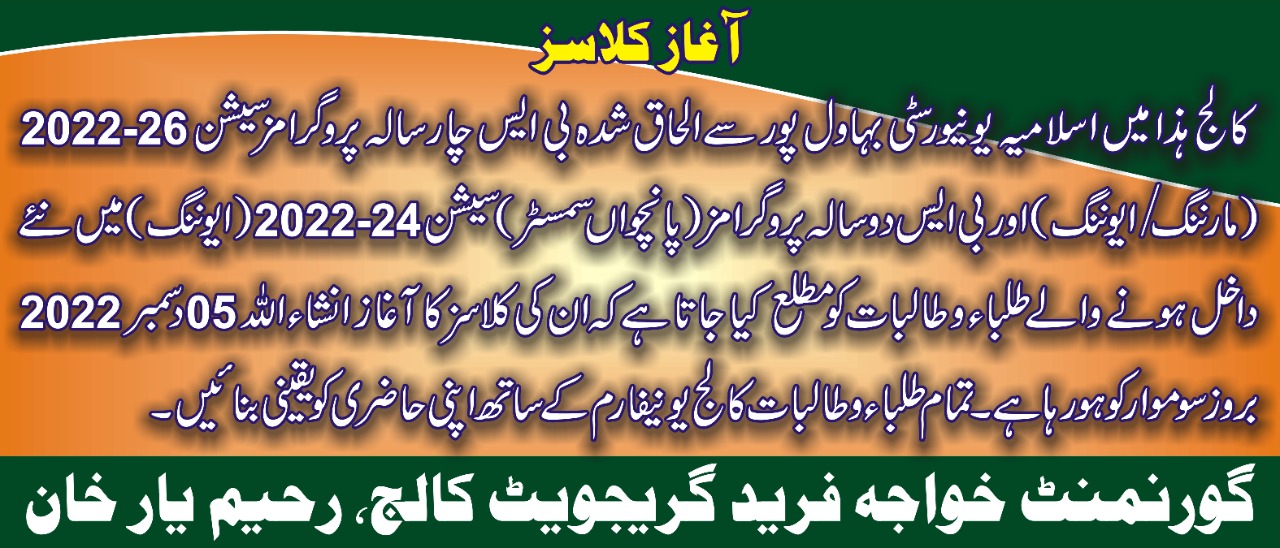 آغاز کلاسز
کالج ہذا میں اسلامیہ یونیورسٹی بہاول پور سے الحاق شدہ بی ایس چار سالہ پروگرامز سیشن 2022-26
(مارننگ/ایوننگ) اور بی ایس دو سالہ پروگرامز (پانچواں سمسٹر) سیشن 2022-24 (ایوننگ) میں نئے
داخل ہونے والے طلباء و طالبات کو مطلع کیا جاتا ہے کہ ان کی کلاسز کا آغاز انشاء اللہ 05 دسمبر 2022
بروز سوموار کو ہو رہا ہے۔ تمام طلباء و طالبات کالج یونیفارم کے ساتھ اپنی حاضری کو یقینی بنائیں۔
گورنمنٹ خواجہ فرید گریجویٹ کالج، رحیم یار خان